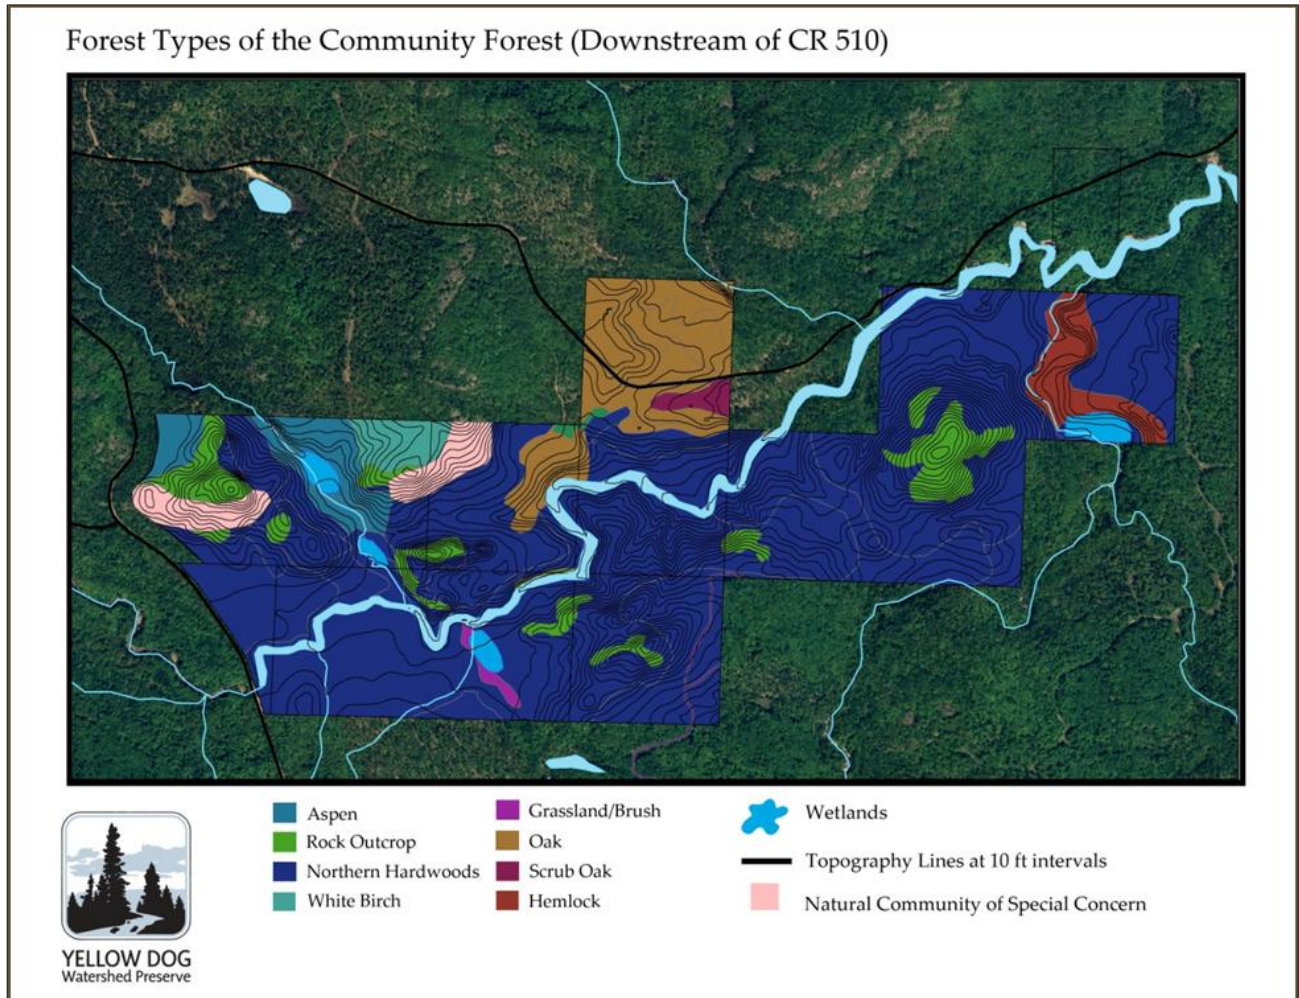 Forest Types of the Community Forest (Downstream of CR 510)
Aspen
Rock Outcrop
Northern Hardwoods
White Birch
Grassland/Brush
Oak
Scrub Oak
Hemlock
Wetlands
Topography Lines at 10 ft intervals
Natural Community of Special Concern
YELLOW DOG
Watershed Preserve